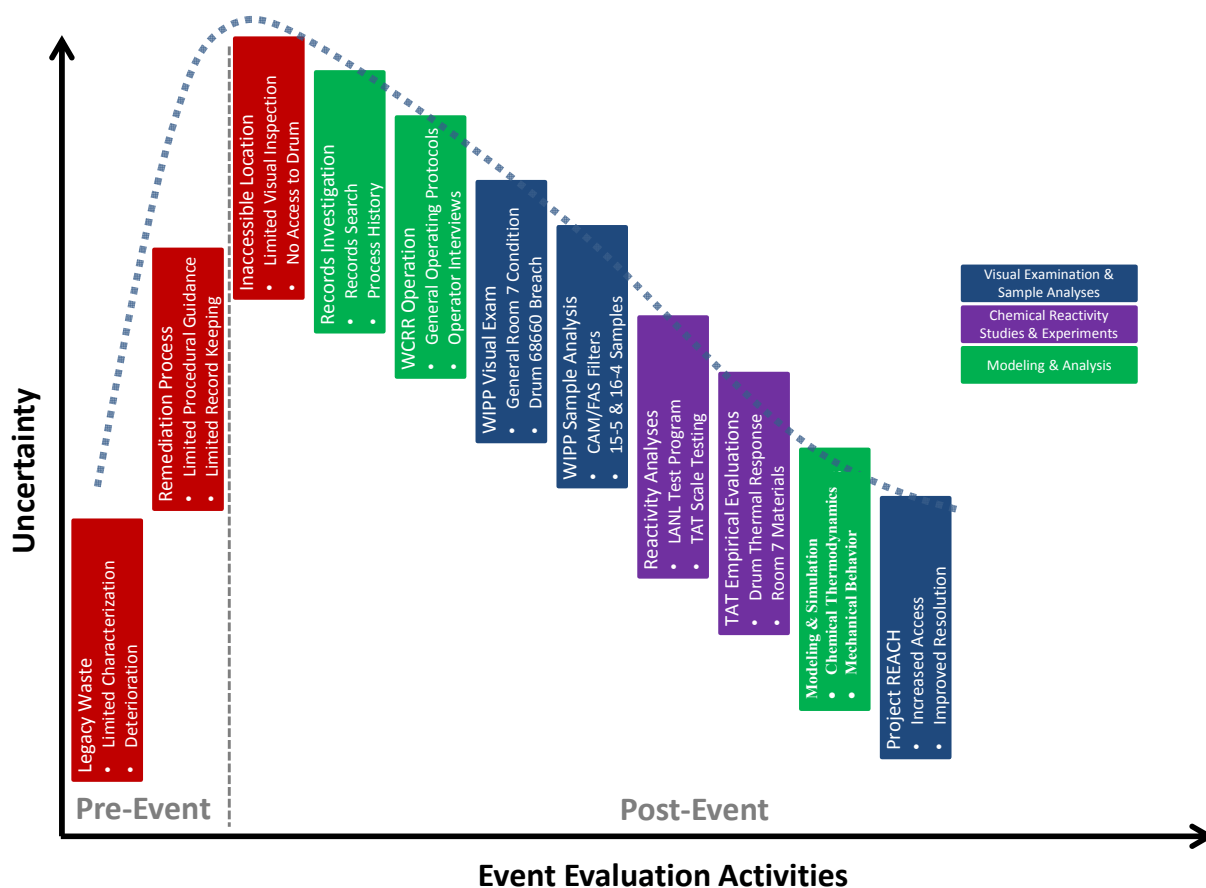 Uncertainty
Legacy Waste
• Limited Characterization
• Deterioration
Remediation Process
• Limited Procedural Guidance
• Limited Record Keeping
Inaccessible Location
• Limited Visual Inspection
• No Access to Drum
Records Investigation
• Records Search
• Process History
WCRR Operation
• General Operating Protocols
• Operator Interviews
WIPP Visual Exam
• General Room 7 Condition
• Drum 68660 Breach
WIPP Sample Analysis
• CAM/FAS Filters
• 15-5 & 16-4 Samples
Reactivity Analyses
• LANL Test Program
• TAT Scale Testing
TAT Empirical Evaluations
• Drum Thermal Response
• Room 7 Materials
Modeling & Simulation
• Chemical Thermodynamics
• Mechanical Behavior
Project REACH
• Increased Access
• Improved Resolution
Visual Examination &
Sample Analyses
Chemical Reactivity
Studies & Experiments
Modeling & Analysis
Pre-Event
Post-Event
Event Evaluation Activities